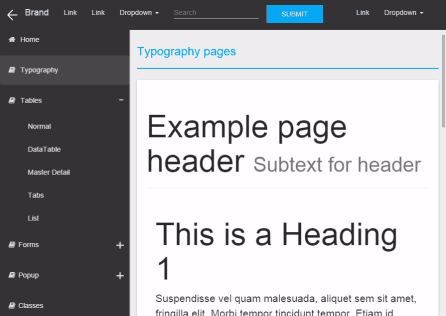 Brand Link Link Dropdown Search SUBMIT Link Dropdown
Home
Typography
Tables
Normal
DataTable
Master Detail
Tabs
List
Forms
Popup
Classes
Typography pages
Example page
header Subtext for header
This is a Heading
1
Suspendisse vel quam malesuada, aliquet sem sit amet,
fringilla elit. Morbi tempor tincidunt tempor. Etiam id